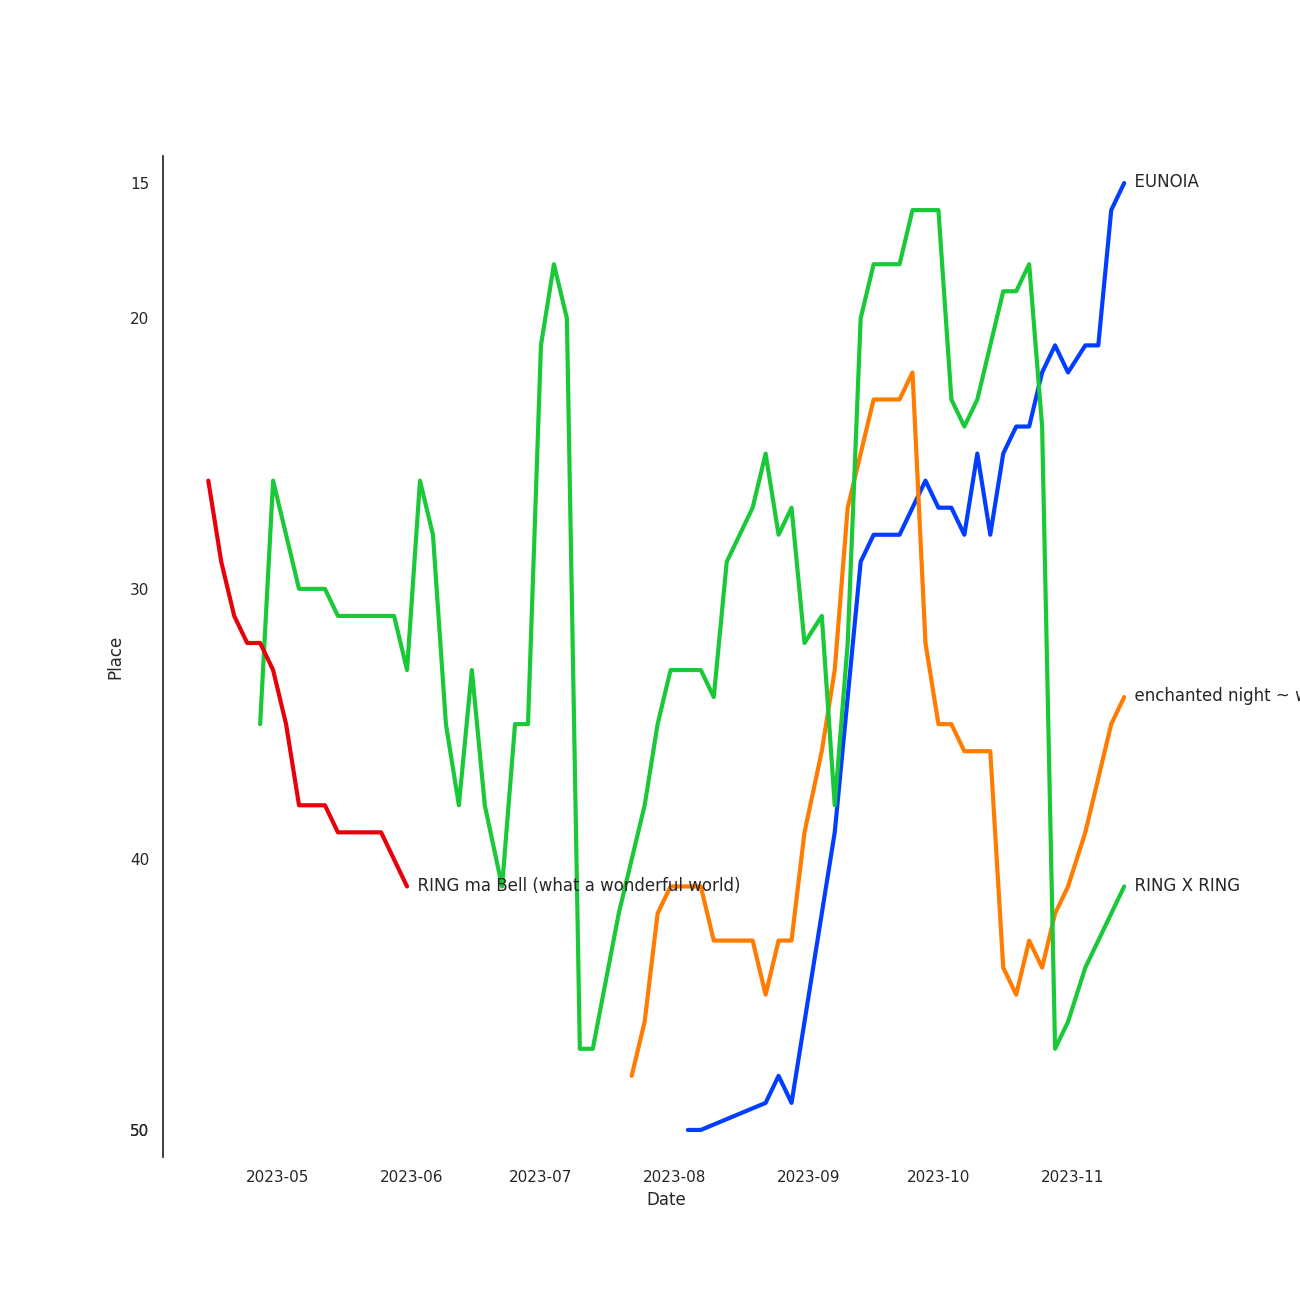 15
EUNOIA
20
30
Place
enchanted night ~
40
RING ma Bell (what a wonderful world)
RING X RING
50
2023-05 2023-06 2023-07 2023-08 2023-09 2023-10 2023-11
Date